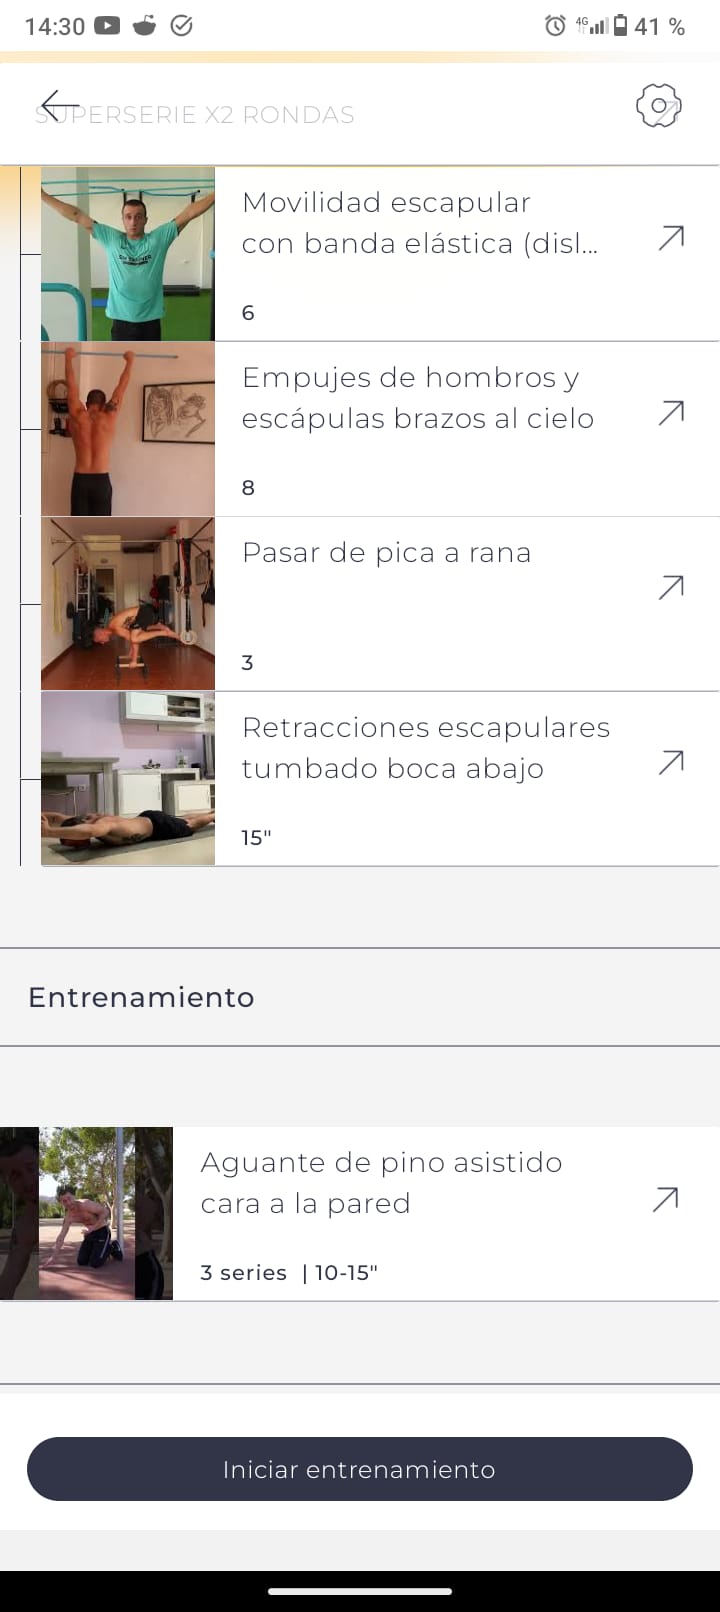 14:30
4G
41 %
SUPERSERIE X2 RONDAS
Movilidad escapular
con banda elástica (disl...
6
Empujes de hombros y
escápulas brazos al cielo
8
Pasar de pica a rana
3
Retracciones escapulares
tumbado boca abajo
15"
Entrenamiento
Aguante de pino asistido
cara a la pared
3 series | 10-15"
Iniciar entrenamiento